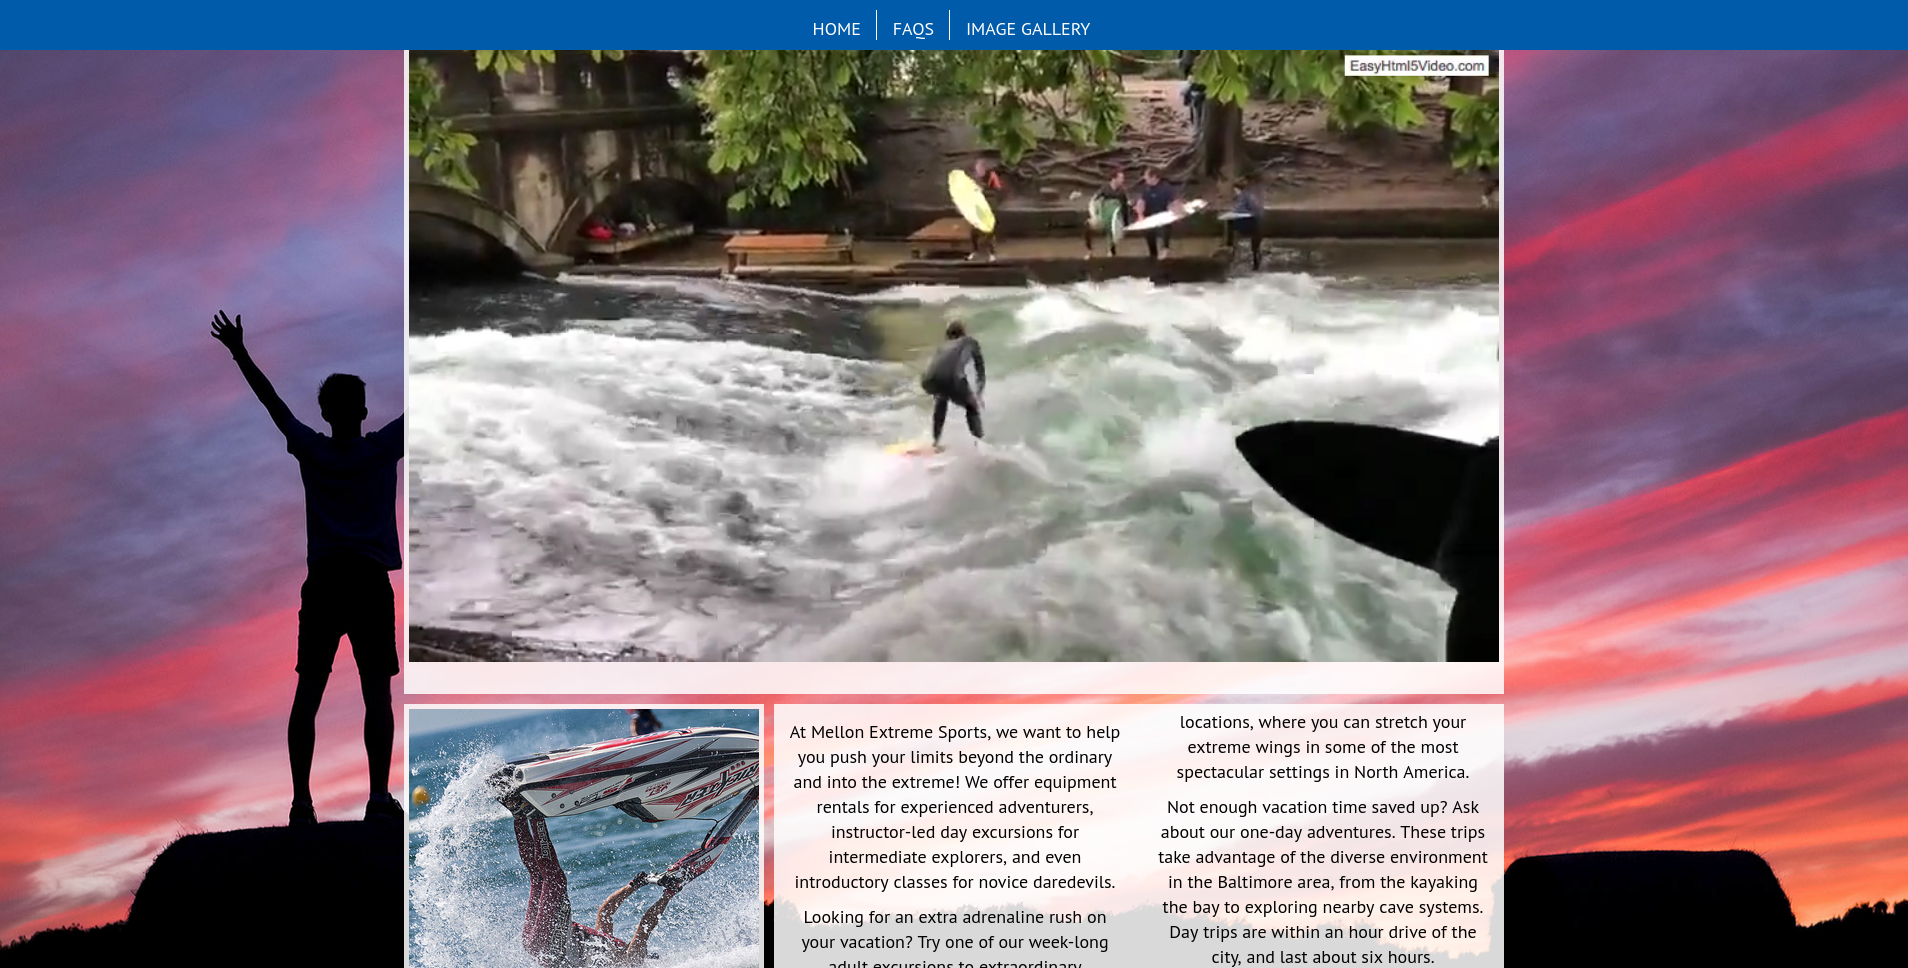 HOME
FAQS
IMAGE GALLERY
EasyHtml5Video.com
At Mellon Extreme Sports, we want to help
you push your limits beyond the ordinary
and into the extreme! We offer equipment
rentals for experienced adventurers,
instructor-led day excursions for
intermediate explorers, and even
introductory classes for novice daredevils.
Looking for an extra adrenaline rush on
your vacation? Try one of our week-long
adult excursions to extraordinary
locations, where you can stretch your
extreme wings in some of the most
spectacular settings in North America.
Not enough vacation time saved up? Ask
about our one-day adventures. These trips
take advantage of the diverse environment
in the Baltimore area, from the kayaking
the bay to exploring nearby cave systems.
Day trips are within an hour drive of the
city, and last about six hours.